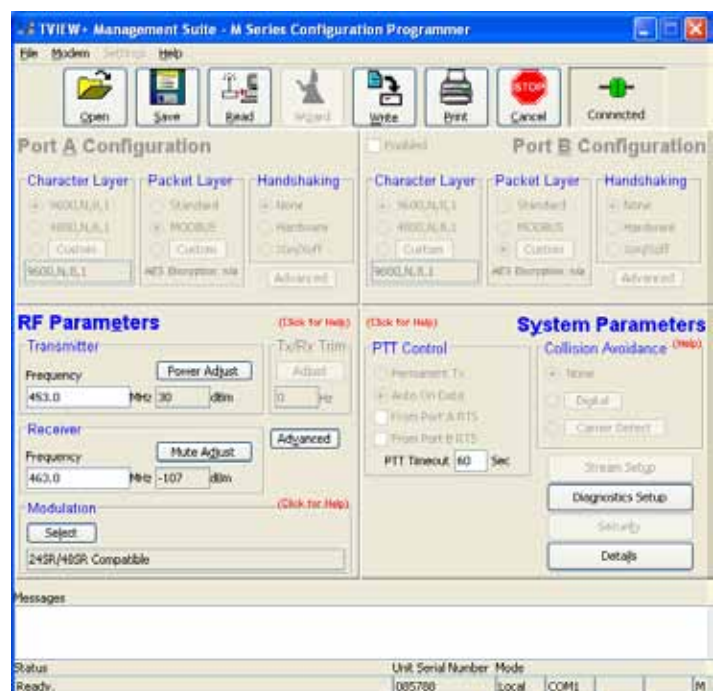 TVIEW+ Management Suite - M Series Configuration Programmer
File Modem Settings Help
Open Save Read Wizard Write Print Cancel Connected
STOP
Port A Configuration
Enabled Port B Configuration
Character Layer Packet Layer Handshaking Character Layer Packet Layer Handshaking
9600,N,8,1 Standard None 9600,N,8,1 Standard None
4800,N,8,1 MODBUS Hardware 4800,N,8,1 MODBUS Hardware
Custom Custom Xon/Xoff Custom Custom Xon/Xoff
9600,N,8,1 AES Encryption n/a Advanced 9600,N,8,1 AES Encryption n/a Advanced
RF Parameters (Click for Help) (Click for Help) System Parameters
Transmitter Tx/Rx Trim PTT Control Collision Avoidance (Help)
Frequency Power Adjust Adjust Permanent Tx None
453.0 MHz 30 dBm 0 Hz Auto On Data Digital
From Port A RTS
Receiver Advanced From Port B RTS Carrier Detect
Frequency Mute Adjust PTT Timeout 60 Sec
463.0 MHz -107 dBm Stream Setup
Modulation (Click for Help) Diagnostics Setup
Select Security
24SR/48SR Compatible Details
Messages
Status Unit Serial Number Mode
Ready. 085788 Local COM1 M